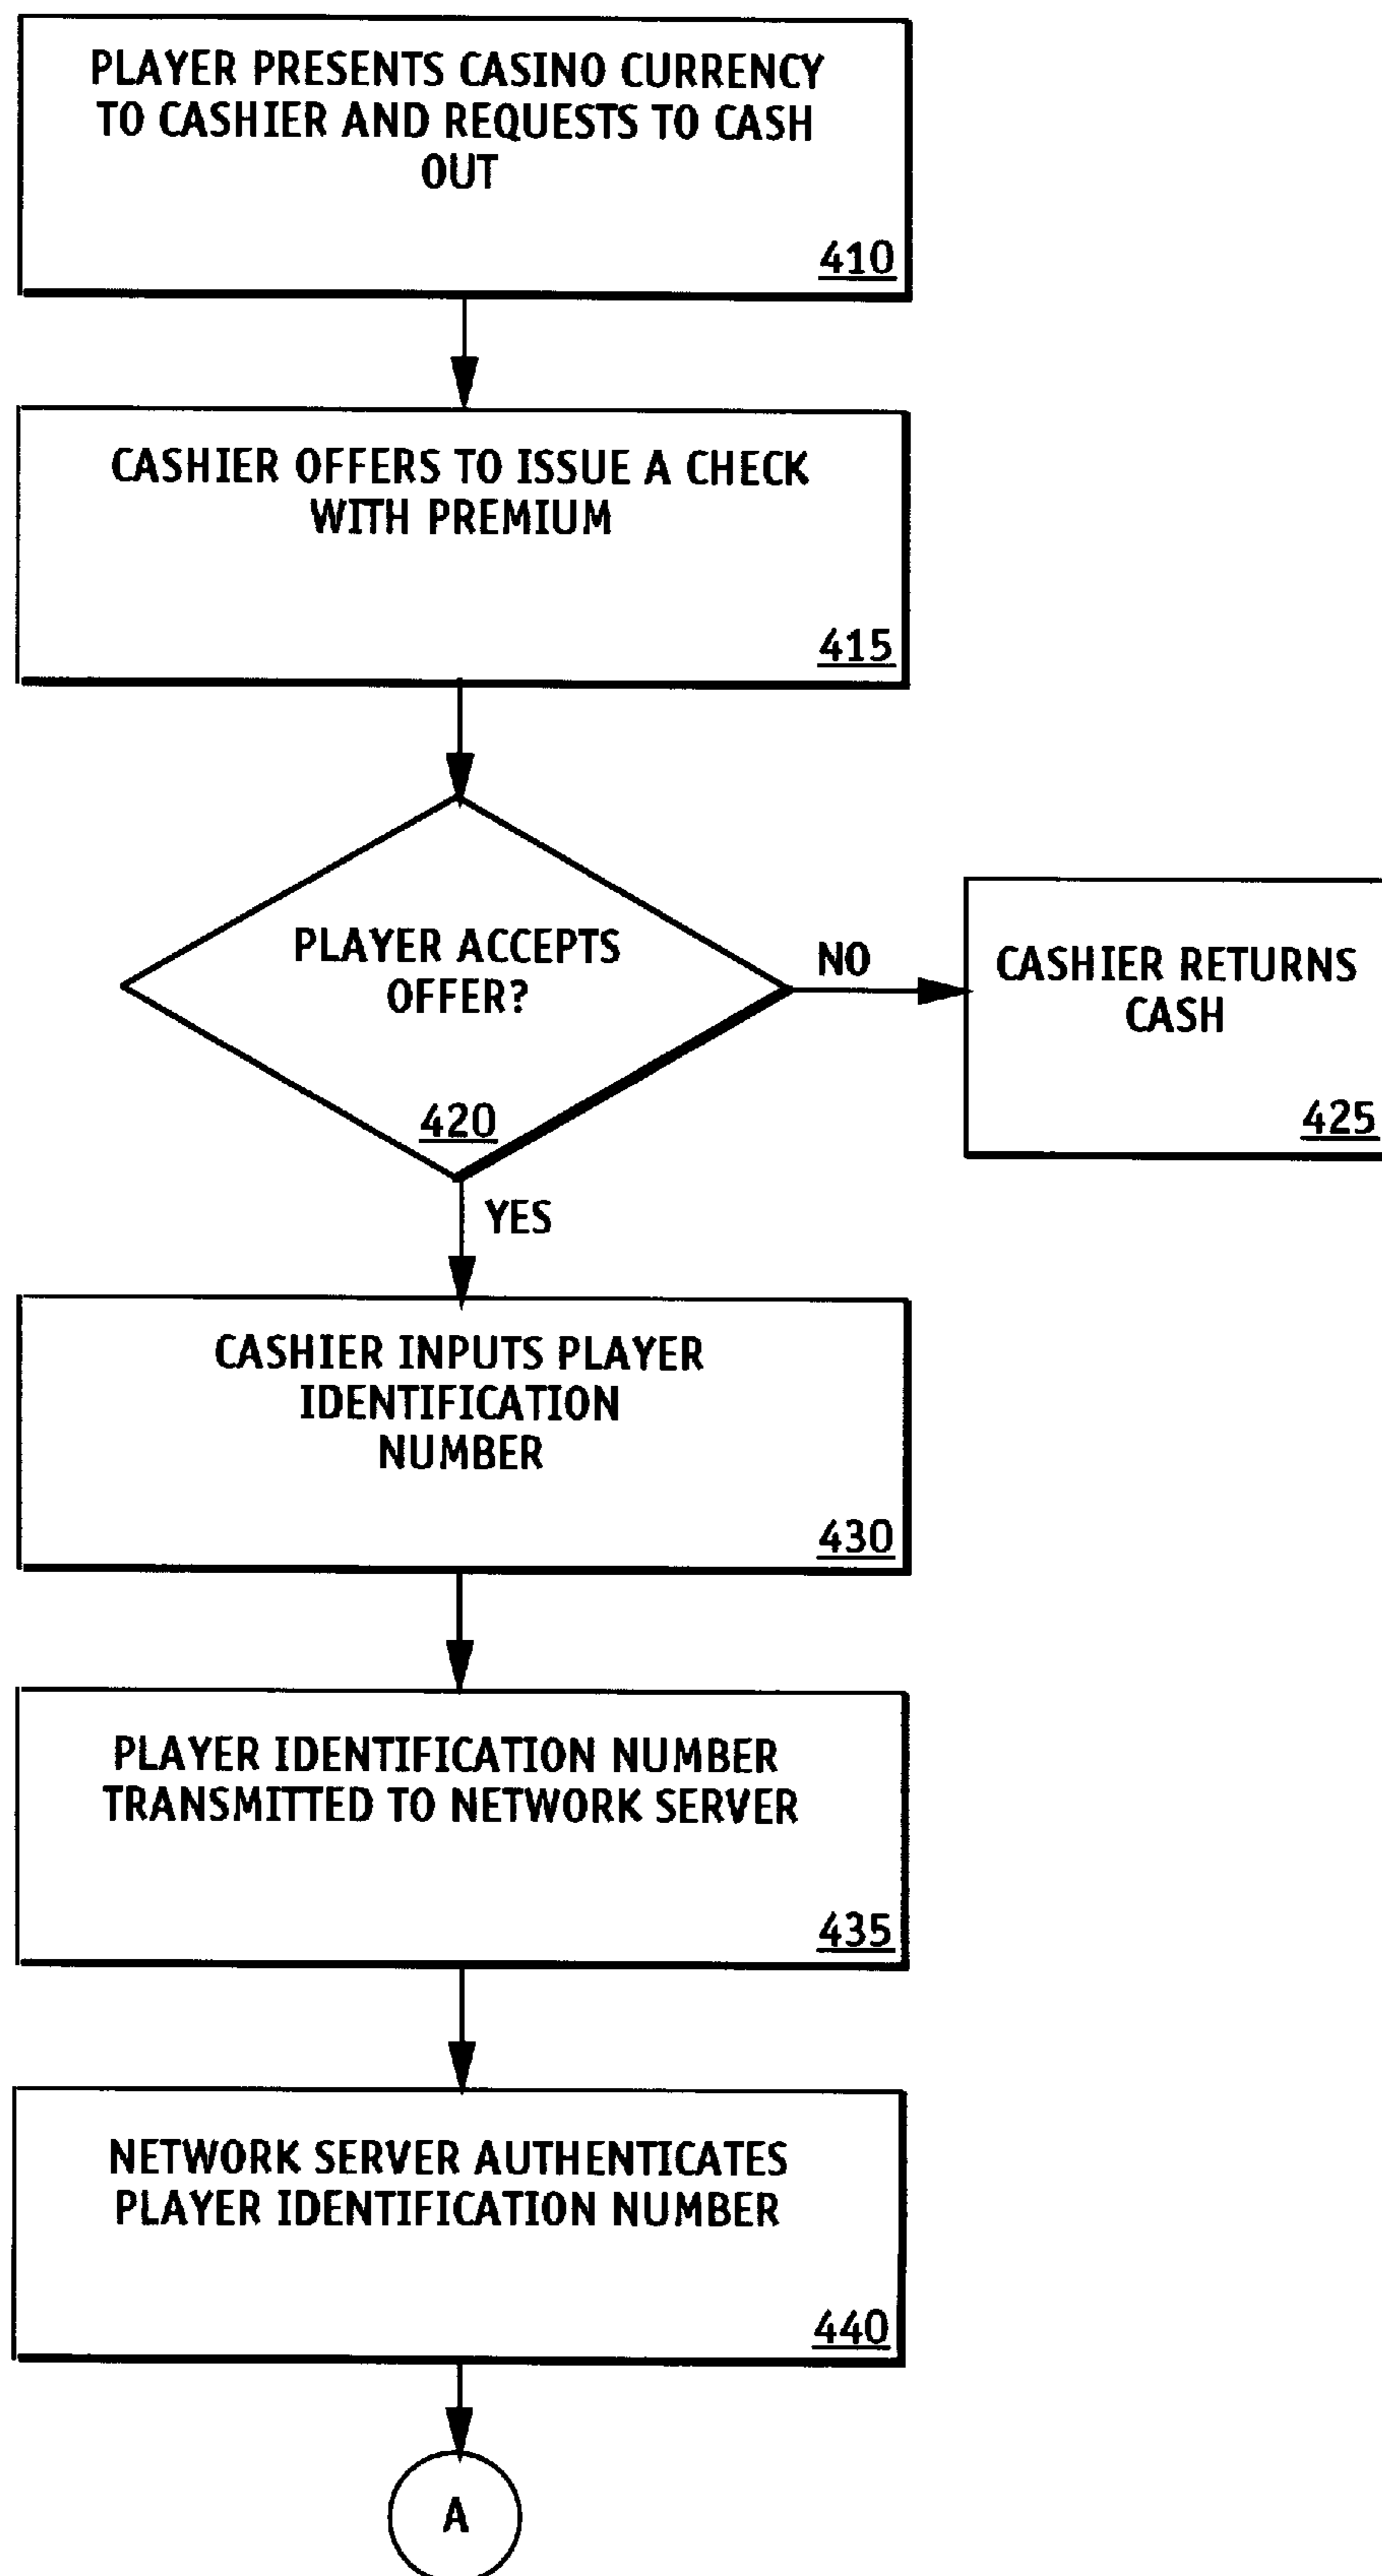 PLAYER PRESENTS CASINO CURRENCY
TO CASHIER AND REQUESTS TO CASH
OUT
410
CASHIER OFFERS TO ISSUE A CHECK
WITH PREMIUM
415
PLAYER ACCEPTS
OFFER?
420
NO
CASHIER RETURNS
CASH
425
YES
CASHIER INPUTS PLAYER
IDENTIFICATION
NUMBER
430
PLAYER IDENTIFICATION NUMBER
TRANSMITTED TO NETWORK SERVER
435
NETWORK SERVER AUTHENTICATES
PLAYER IDENTIFICATION NUMBER
440
A